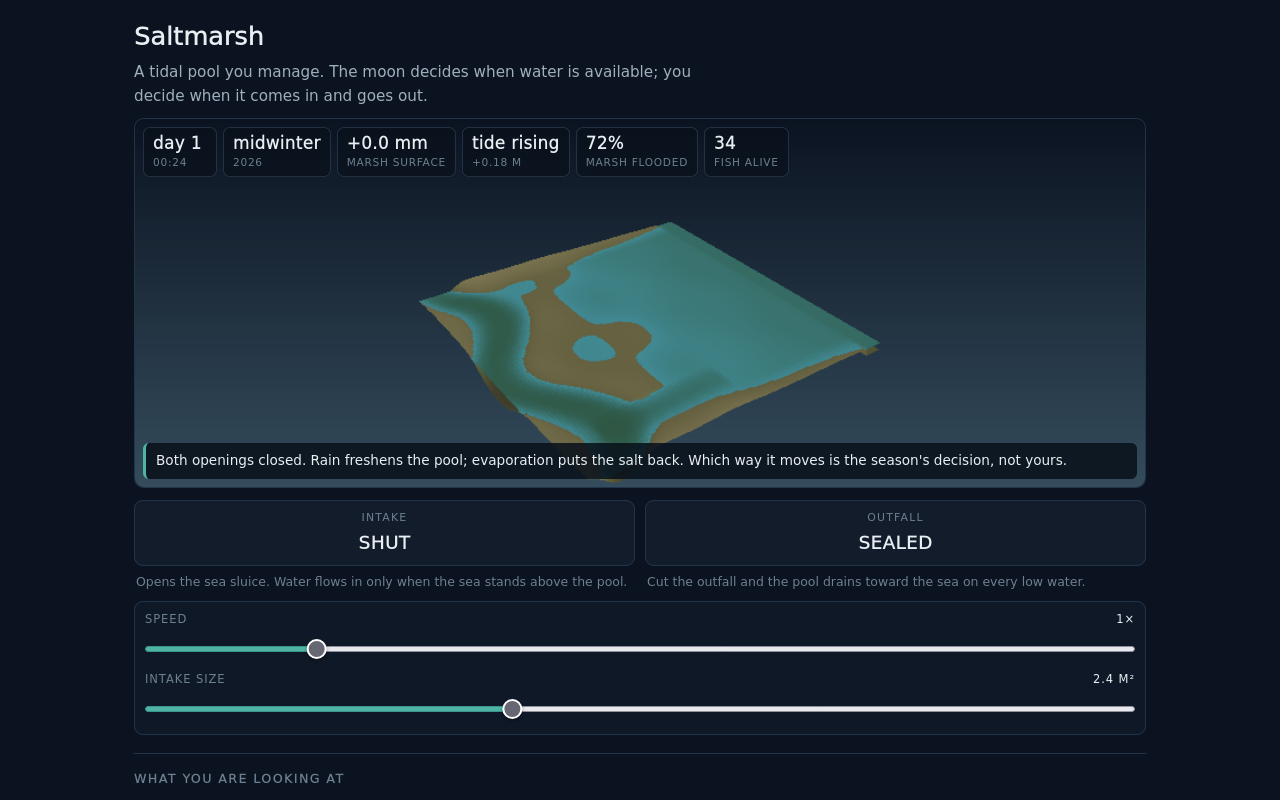 Saltmarsh
A tidal pool you manage. The moon decides when water is available; you
decide when it comes in and goes out.
day 1
00:24
midwinter
2026
+0.0 mm
MARSH SURFACE
tide rising
+0.18 M
72%
MARSH FLOODED
34
FISH ALIVE
Both openings closed. Rain freshens the pool; evaporation puts the salt back. Which way it moves is the season's decision, not yours.
INTAKE
SHUT
Opens the sea sluice. Water flows in only when the sea stands above the pool.
OUTFALL
SEALED
Cut the outfall and the pool drains toward the sea on every low water.
SPEED
1×
INTAKE SIZE
2.4 M²
WHAT YOU ARE LOOKING AT